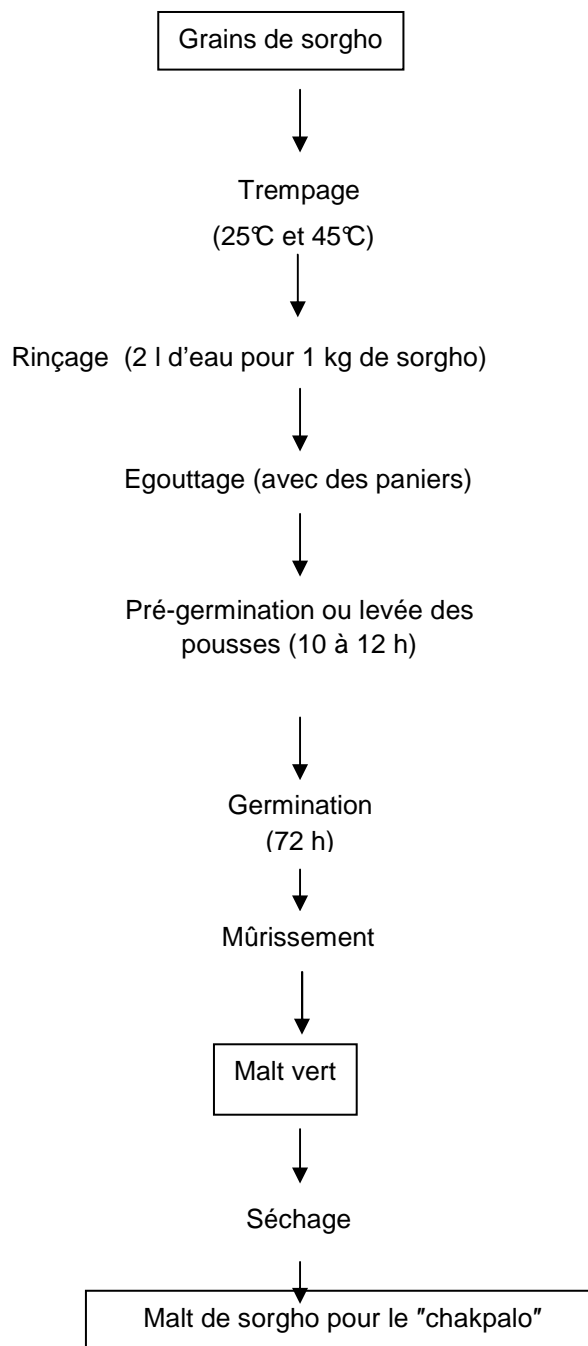 Grains de sorgho
Trempage
(25℃ et 45℃)
Rinçage (2 l d’eau pour 1 kg de sorgho)
Egouttage (avec des paniers)
Pré-germination ou levée des
pousses (10 à 12 h)
Germination
(72 h)
Mûrissement
Malt vert
Séchage
Malt de sorgho pour le ″chakpalo″